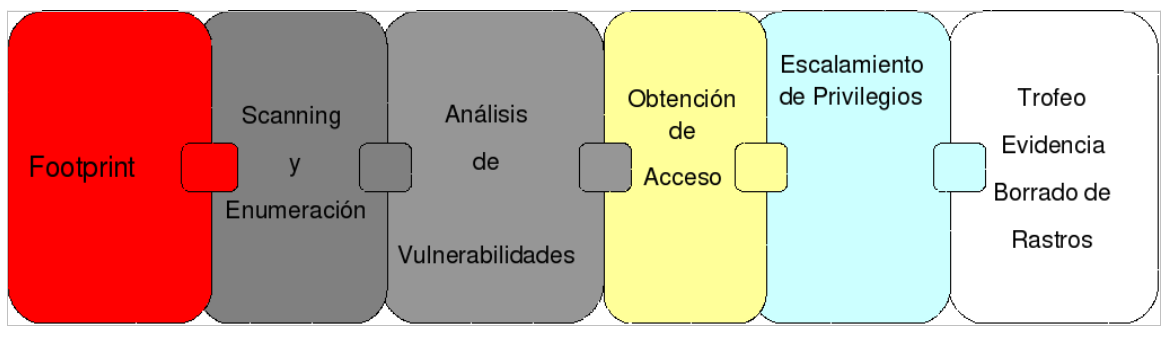 Footprint
Scanning
y
Enumeración
Análisis
de
Vulnerabilidades
Obtención
de
Acceso
Escalamiento
de Privilegios
Trofeo
Evidencia
Borrado de
Rastros